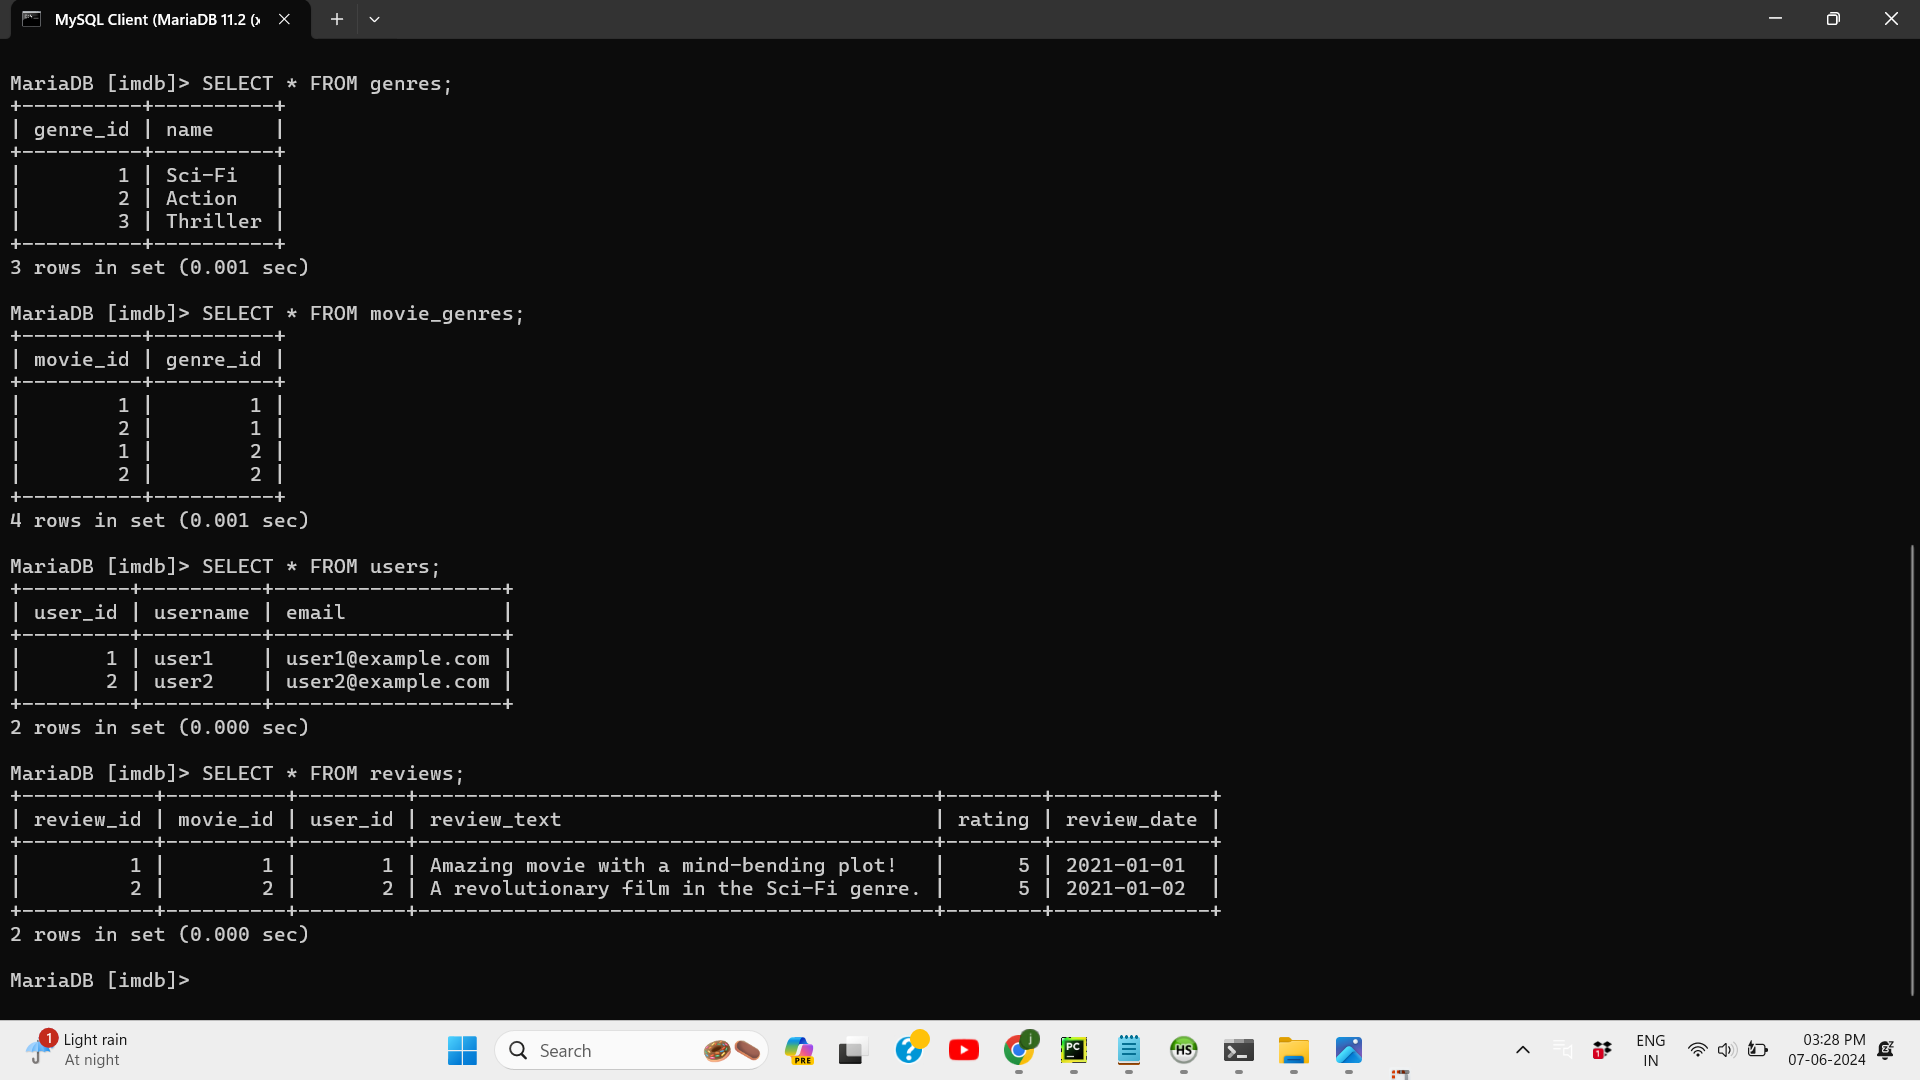 MySQL Client (MariaDB 11.2 (x
MariaDB [imdb]> SELECT * FROM genres;
+----------+----------+
| genre_id | name     |
+----------+----------+
|        1 | Sci-Fi   |
|        2 | Action   |
|        3 | Thriller |
+----------+----------+
3 rows in set (0.001 sec)
MariaDB [imdb]> SELECT * FROM movie_genres;
+----------+----------+
| movie_id | genre_id |
+----------+----------+
|        1 |        1 |
|        2 |        1 |
|        1 |        2 |
|        2 |        2 |
+----------+----------+
4 rows in set (0.001 sec)
MariaDB [imdb]> SELECT * FROM users;
+---------+----------+-------------------+
| user_id | username | email             |
+---------+----------+-------------------+
|       1 | user1    | user1@example.com |
|       2 | user2    | user2@example.com |
+---------+----------+-------------------+
2 rows in set (0.000 sec)
MariaDB [imdb]> SELECT * FROM reviews;
+-----------+----------+---------+-------------------------------------------+--------+-------------+
| review_id | movie_id | user_id | review_text                               | rating | review_date |
+-----------+----------+---------+-------------------------------------------+--------+-------------+
|         1 |        1 |       1 | Amazing movie with a mind-bending plot!   |      5 | 2021-01-01  |
|         2 |        2 |       2 | A revolutionary film in the Sci-Fi genre. |      5 | 2021-01-02  |
+-----------+----------+---------+-------------------------------------------+--------+-------------+
2 rows in set (0.000 sec)
MariaDB [imdb]>
1
Light rain
At night
Search
PRE
j
PC
HS
1
ENG
IN
03:28 PM
07-06-2024